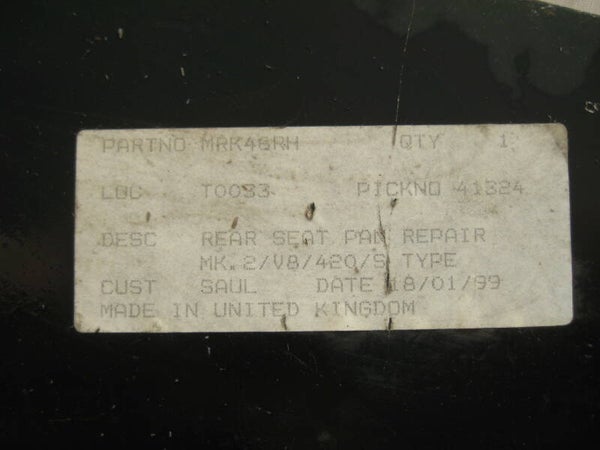 PARTNO MRK46RH QTY 1
LOC T0033 PICKNO 41324
DESC REAR SEAT PAN REPAIR
MK.2/V8/420/S TYPE
CUST SAUL DATE 18/01/99
MADE IN UNITED KINGDOM